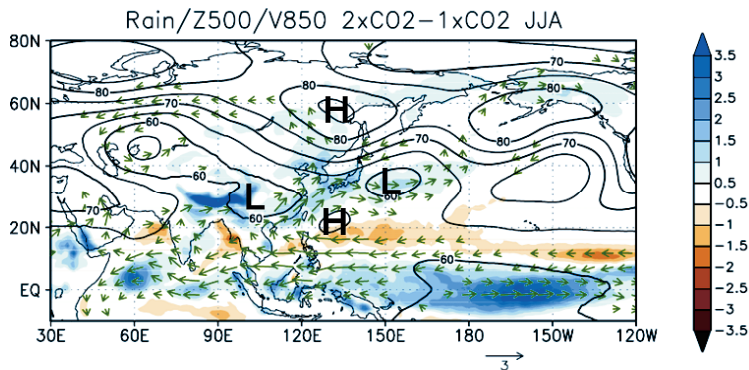 Rain/Z500/V850 2xCO2−1xCO2 JJA
80N
60N
40N
20N
EQ
30E 60E 90E 120E 150E 180 150W 120W
80 70 60 50 80 H 80 70 80 80 70
60 L 60 L 60 70 H 60
3
3.5
3
2.5
2
1.5
1
0.5
−0.5
−1
−1.5
−2
−2.5
−3
−3.5